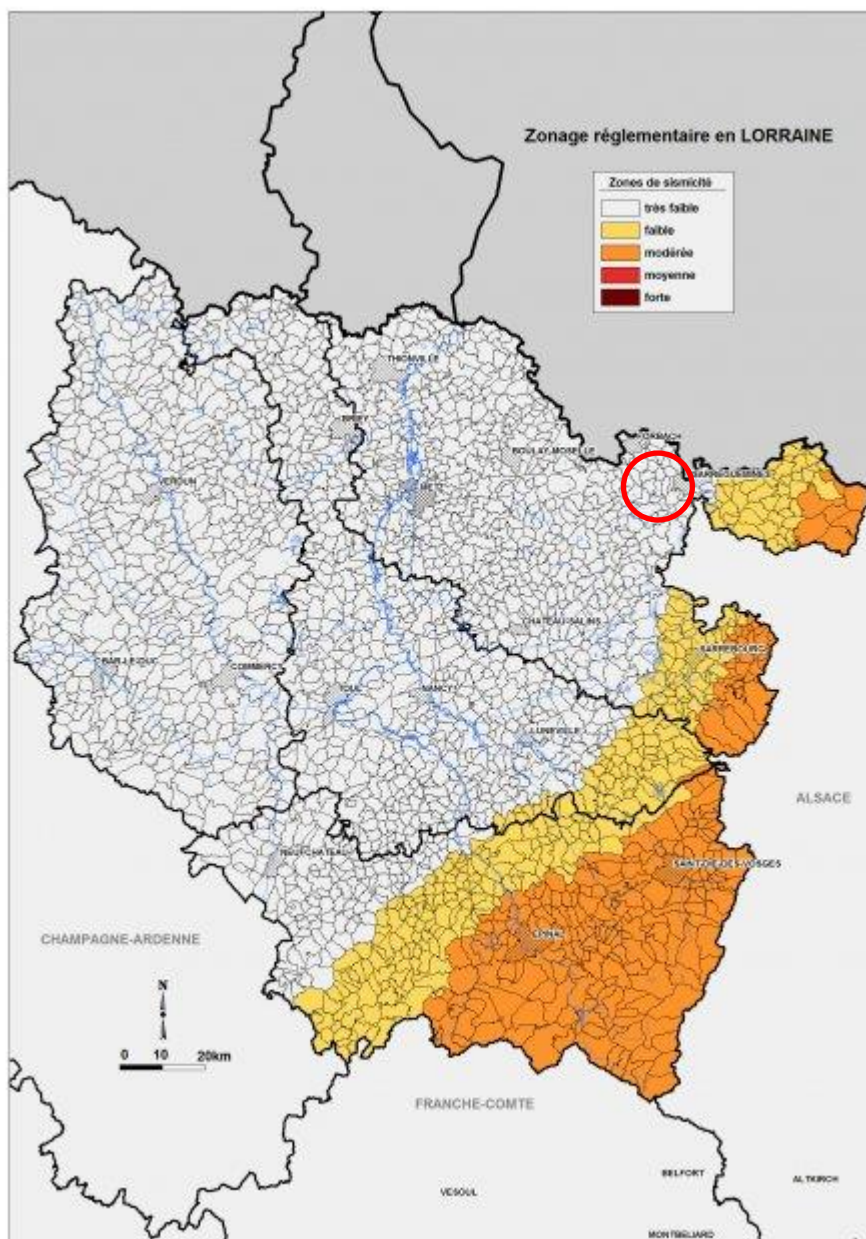 Zonage réglementaire en LORRAINE
Zones de sismicité
très faible
faible
modérée
moyenne
forte
THIONVILLE
BRIEY
FORBACH
BOULAY-MOSELLE
SARREGUEMINES
VERDUN
CHATEAU-SALINS
SARREBOURG
BAR-LE-DUC
COMMERCY
TOUL
NANCY
LUNEVILLE
ALSACE
NEUFCHATEAU
SAINT-DIE-DES-VOSGES
CHAMPAGNE-ARDENNE
EPINAL
N
0 10 20km
FRANCHE-COMTE
BELFORT
ALTKIRCH
VESOUL
MONTBELIARD